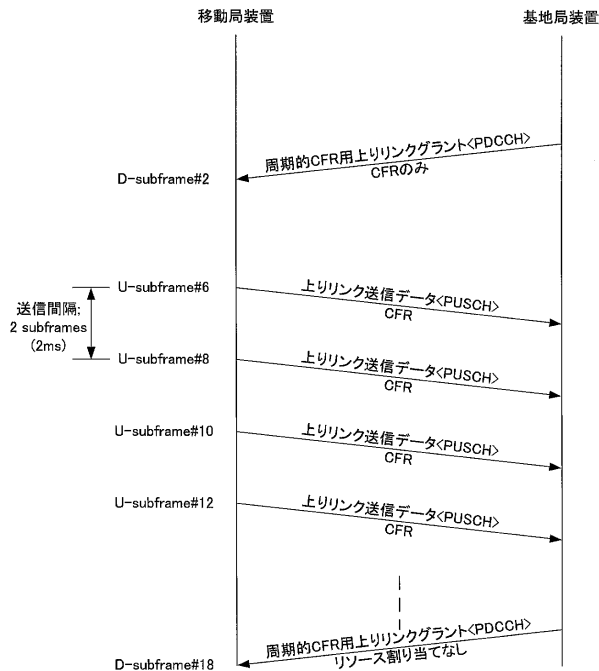 移動局装置
基地局装置
周期的CFR用上りリンクグラント<PDCCH>
CFRのみ
D-subframe#2
U-subframe#6
上りリンク送信データ<PUSCH>
CFR
送信間隔;
2 subframes
(2ms)
U-subframe#8
上りリンク送信データ<PUSCH>
CFR
U-subframe#10
上りリンク送信データ<PUSCH>
CFR
U-subframe#12
上りリンク送信データ<PUSCH>
CFR
周期的CFR用上りリンクグラント<PDCCH>
リソース割り当てなし
D-subframe#18